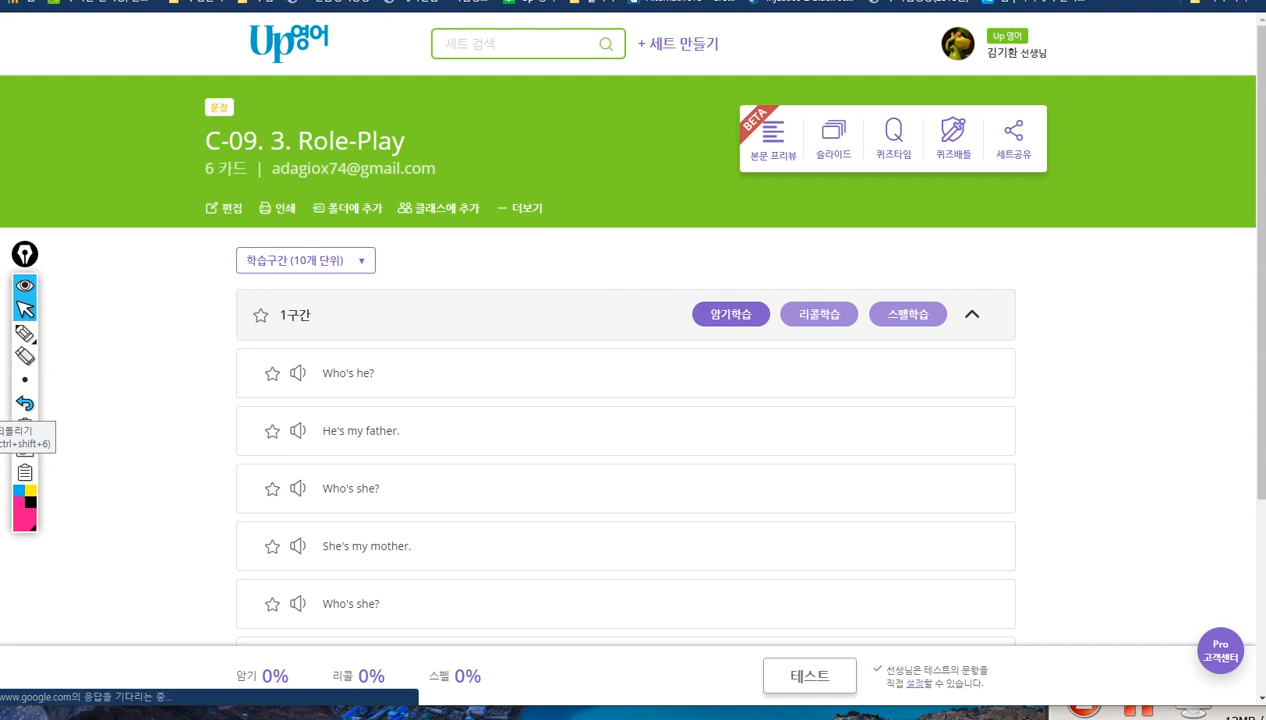 Up영어
세트 검색
+ 세트 만들기
Up 영어
김기환 선생님
문장
C-09. 3. Role-Play
6 카드 | adagiox74@gmail.com
편집 인쇄 폴더에 추가 클래스에 추가 ··· 더보기
BETA
본문 프리뷰 슬라이드 퀴즈타임 퀴즈배틀 세트공유
학습구간 (10개 단위) ▼
1구간
암기학습 리콜학습 스펠학습
Who's he?
He's my father.
Who's she?
She's my mother.
Who's she?
되돌리기
ctrl+shift+6)
암기 0% 리콜 0% 스펠 0%
테스트
선생님은 테스트의 문항을
직접 설정할 수 있습니다.
Pro
고객센터
www.google.com의 응답을 기다리는 중...